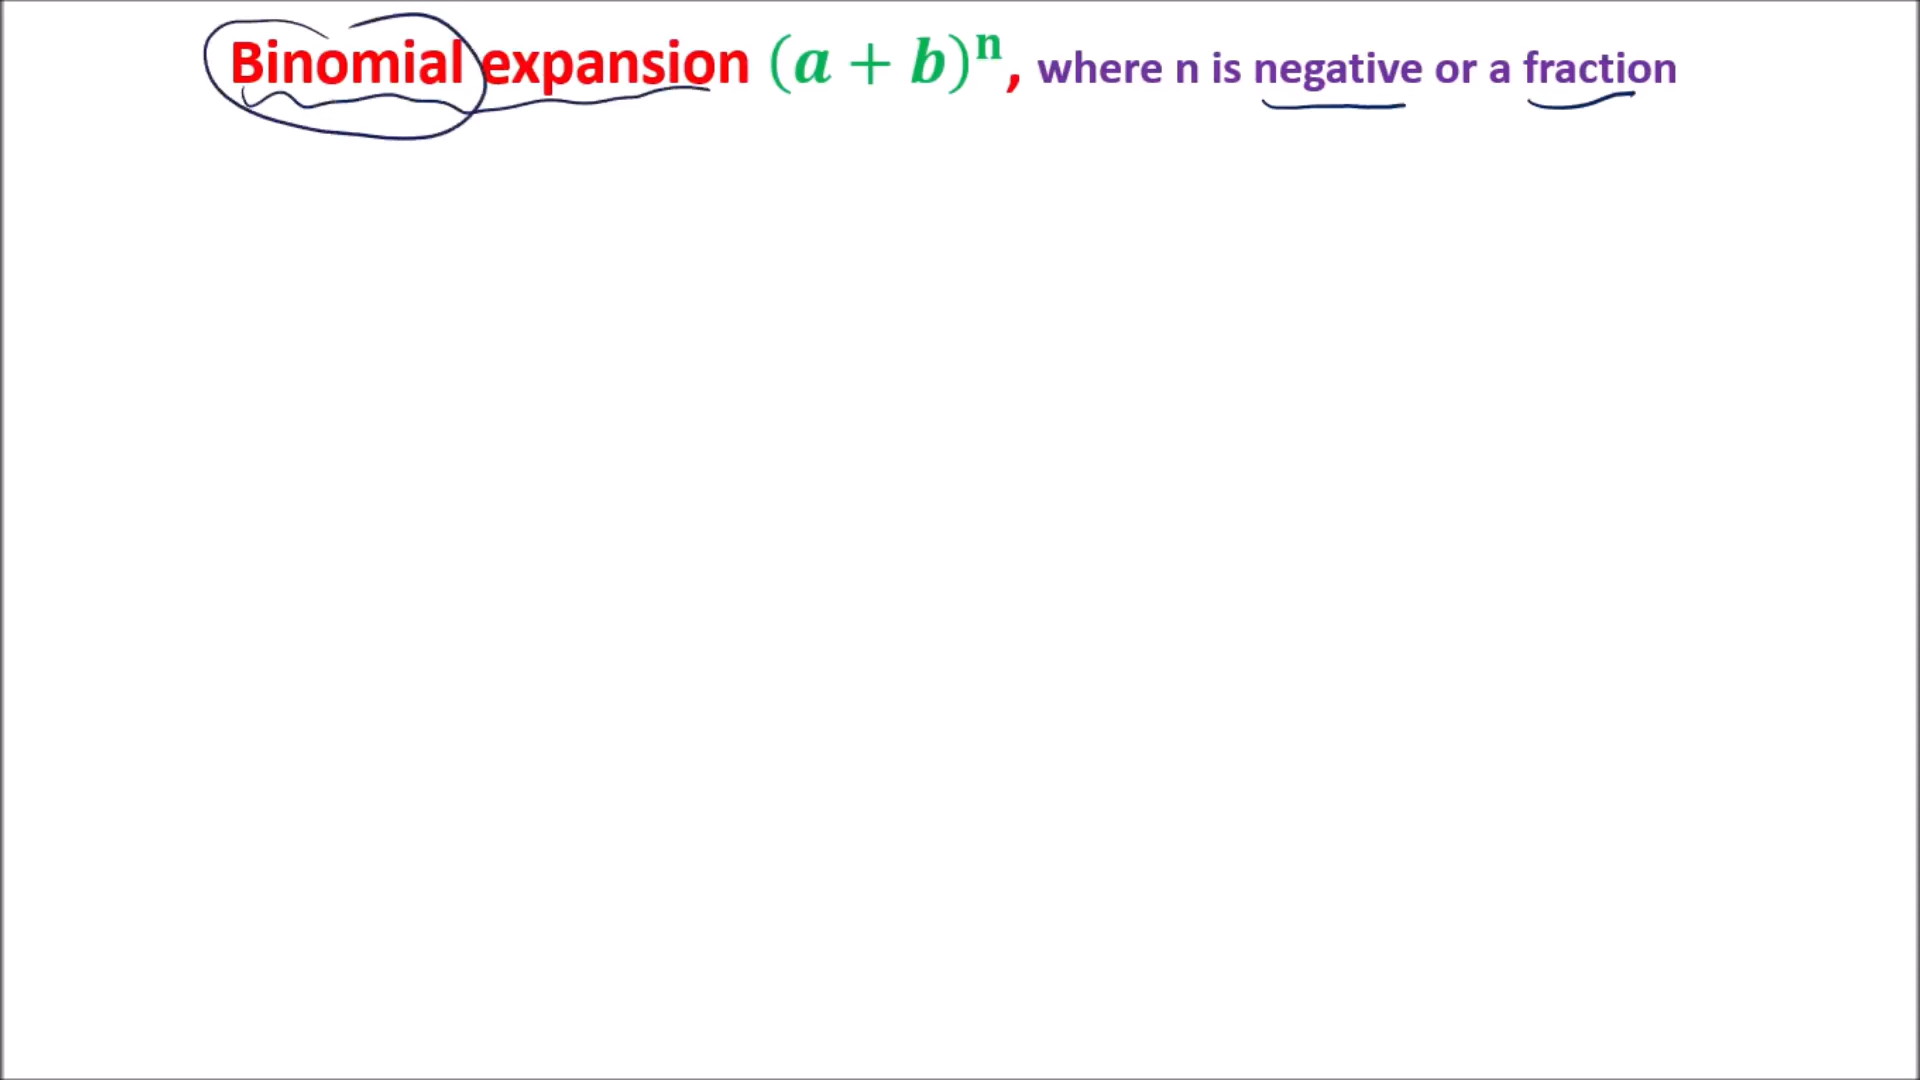 Binomial expansion (a + b)ⁿ, where n is negative or a fraction